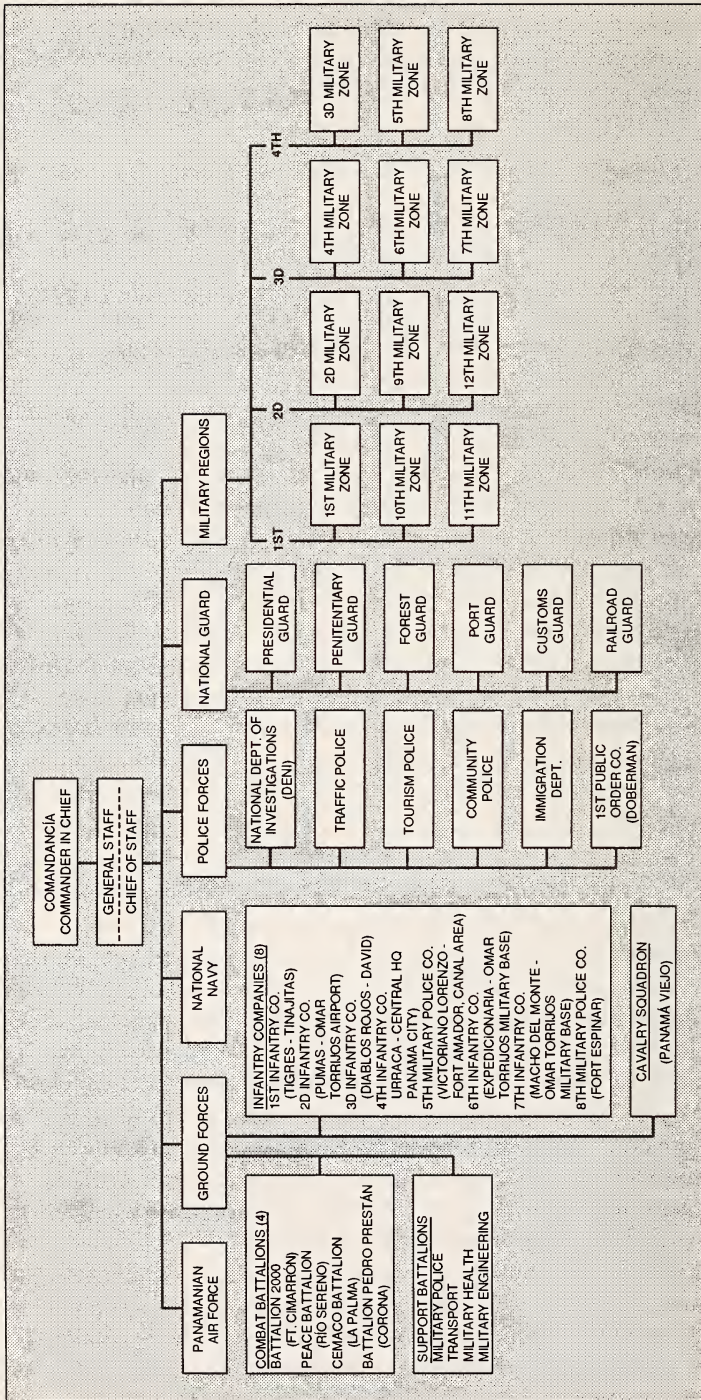 COMANDANCÍA
COMMANDER IN CHIEF
GENERAL STAFF
CHIEF OF STAFF
PANAMANIAN
AIR FORCE
GROUND FORCES
NATIONAL
NAVY
POLICE FORCES
NATIONAL GUARD
MILITARY REGIONS
COMBAT BATTALIONS (4)
BATTALION 2000
(FT. CIMARRÓN)
PEACE BATTALION
(RÍO SERENO)
CEMACO BATTALION
(LA PALMA)
BATTALION PEDRO PRESTÁN
(CORONA)
SUPPORT BATTALIONS
MILITARY POLICE
TRANSPORT
MILITARY HEALTH
MILITARY ENGINEERING
INFANTRY COMPANIES (8)
1ST INFANTRY CO.
(TIGRES - TINAJITAS)
2D INFANTRY CO.
(PUMAS - OMAR
TORRIJOS AIRPORT)
3D INFANTRY CO.
(DIABLOS ROJOS - DAVID)
4TH INFANTRY CO.
URRACA - CENTRAL HQ
PANAMA CITY)
5TH MILITARY POLICE CO.
(VICTORIANO LORENZO -
FORT AMADOR, CANAL AREA)
6TH INFANTRY CO.
(EXPEDICIONARIA - OMAR
TORRIJOS MILITARY BASE)
7TH INFANTRY CO.
(MACHO DEL MONTE -
OMAR TORRIJOS
MILITARY BASE)
8TH MILITARY POLICE CO.
(FORT ESPINAR)
CAVALRY SQUADRON
(PANAMÁ VIEJO)
NATIONAL DEPT. OF
INVESTIGATIONS
(DENI)
TRAFFIC POLICE
TOURISM POLICE
COMMUNITY
POLICE
IMMIGRATION
DEPT.
1ST PUBLIC
ORDER CO.
(DOBERMAN)
PRESIDENTIAL
GUARD
PENITENTIARY
GUARD
FOREST
GUARD
PORT
GUARD
CUSTOMS
GUARD
RAILROAD
GUARD
1ST
1ST MILITARY
ZONE
10TH MILITARY
ZONE
11TH MILITARY
ZONE
2D
2D MILITARY
ZONE
9TH MILITARY
ZONE
12TH MILITARY
ZONE
3D
4TH MILITARY
ZONE
6TH MILITARY
ZONE
7TH MILITARY
ZONE
4TH
3D MILITARY
ZONE
5TH MILITARY
ZONE
8TH MILITARY
ZONE